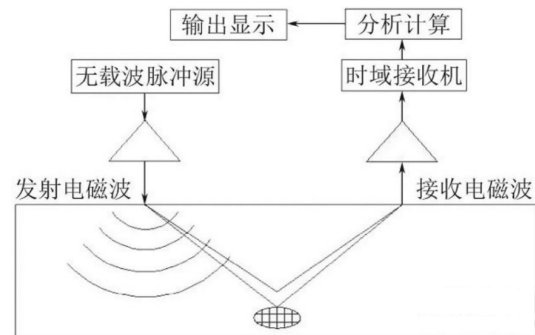 输出显示
分析计算
无载波脉冲源
时域接收机
发射电磁波
接收电磁波